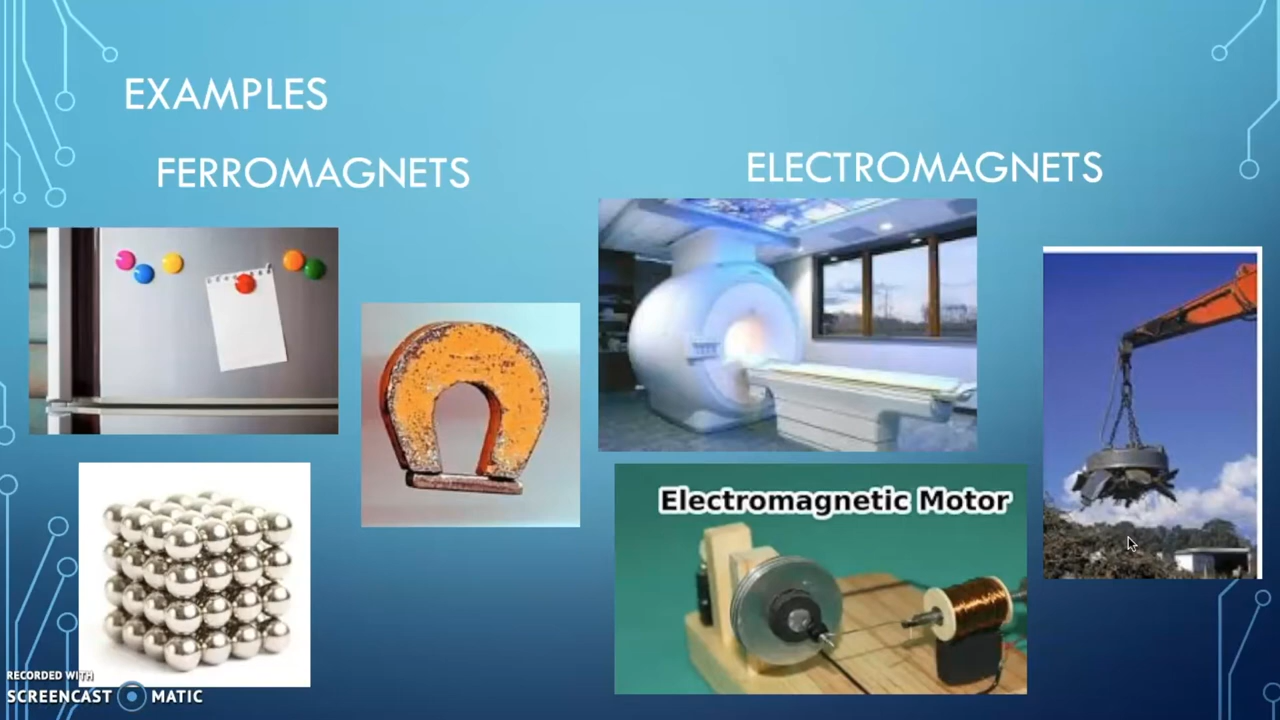 EXAMPLES
FERROMAGNETS
ELECTROMAGNETS
Electromagnetic Motor
RECORDED WITH
SCREENCAST MATIC